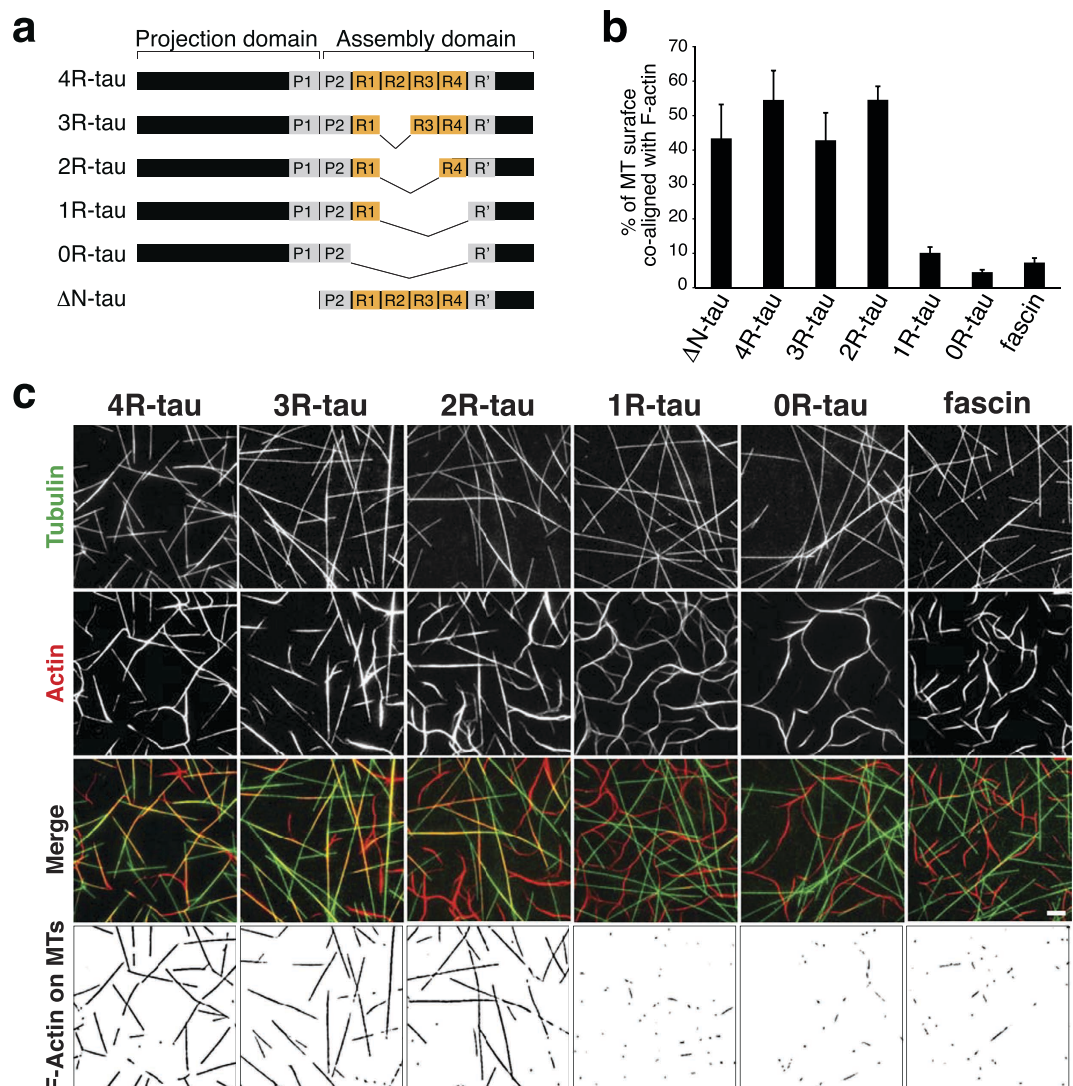 a
Projection domain Assembly domain
4R-tau P1 P2 R1 R2 R3 R4 R'
3R-tau P1 P2 R1 R3 R4 R'
2R-tau P1 P2 R1 R4 R'
1R-tau P1 P2 R1 R'
0R-tau P1 P2 R'
ΔN-tau P2 R1 R2 R3 R4 R'
b
% of MT surafce
co-aligned with F-actin
70
60
50
40
30
20
10
0
ΔN-tau 4R-tau 3R-tau 2R-tau 1R-tau 0R-tau fascin
c
4R-tau 3R-tau 2R-tau 1R-tau 0R-tau fascin
Tubulin
Actin
Merge
F-Actin on MTs